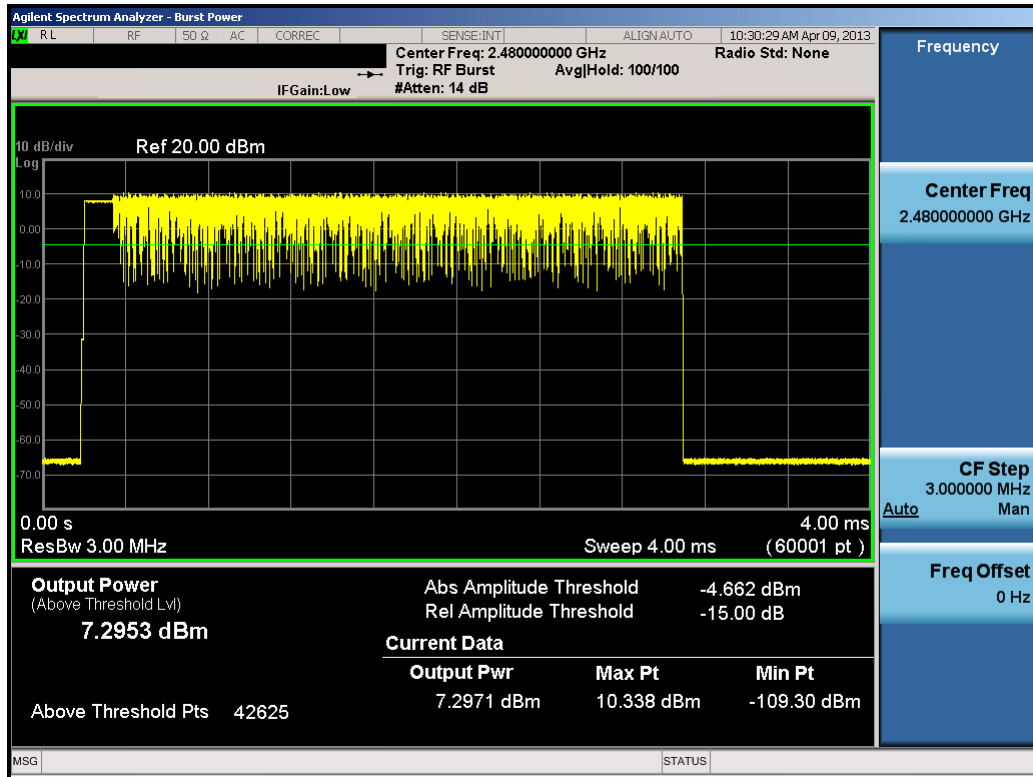 Agilent Spectrum Analyzer - Burst Power
LXI RL RF 50 Ω AC CORREC SENSE:INT ALIGN AUTO 10:30:29 AM Apr 09, 2013
Center Freq: 2.480000000 GHz Radio Std: None
Trig: RF Burst Avg|Hold: 100/100
IFGain:Low #Atten: 14 dB
10 dB/div Ref 20.00 dBm
Log
10.0
0.00
-10.0
-20.0
-30.0
-40.0
-50.0
-60.0
-70.0
0.00 s 4.00 ms
ResBw 3.00 MHz Sweep 4.00 ms (60001 pt )
Output Power
(Above Threshold Lvl)
7.2953 dBm
Above Threshold Pts 42625
Abs Amplitude Threshold -4.662 dBm
Rel Amplitude Threshold -15.00 dB
Current Data
Output Pwr Max Pt Min Pt
7.2971 dBm 10.338 dBm -109.30 dBm
MSG STATUS
Frequency
Center Freq
2.480000000 GHz
CF Step
3.000000 MHz
Auto Man
Freq Offset
0 Hz